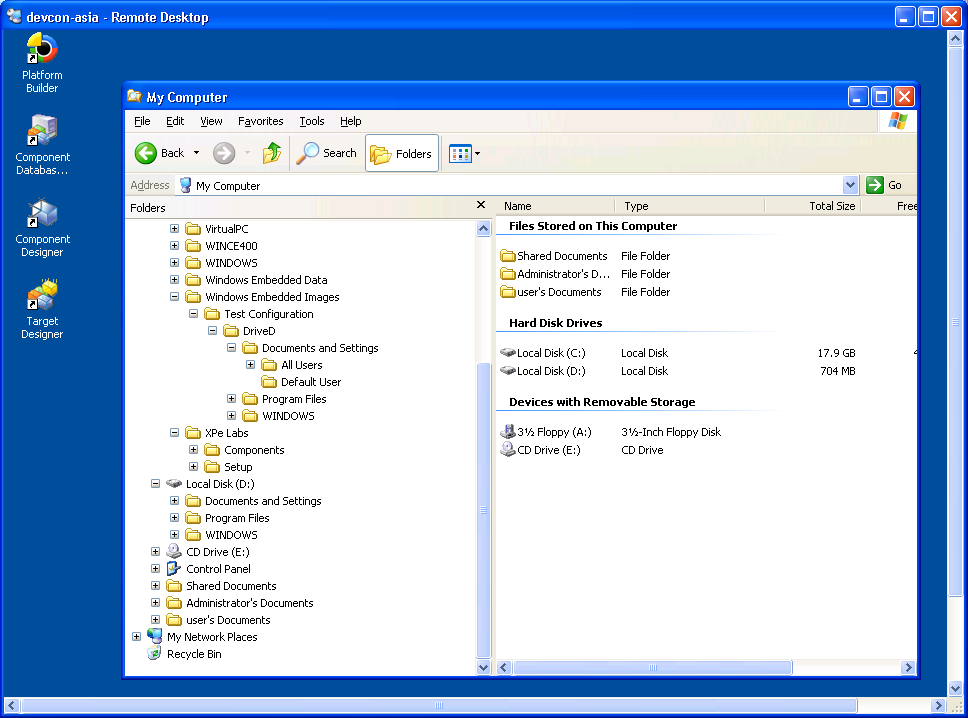 devcon-asia - Remote Desktop
Platform
Builder
Component
Databas...
Component
Designer
Target
Designer
My Computer
File Edit View Favorites Tools Help
Back Search Folders
Address My Computer Go
Folders
VirtualPC
WINCE400
WINDOWS
Windows Embedded Data
Windows Embedded Images
Test Configuration
DriveD
Documents and Settings
All Users
Default User
Program Files
WINDOWS
XPe Labs
Components
Setup
Local Disk (D:)
Documents and Settings
Program Files
WINDOWS
CD Drive (E:)
Control Panel
Shared Documents
Administrator's Documents
user's Documents
My Network Places
Recycle Bin
Name Type Total Size Free
Files Stored on This Computer
Shared Documents File Folder
Administrator's D... File Folder
user's Documents File Folder
Hard Disk Drives
Local Disk (C:) Local Disk 17.9 GB
Local Disk (D:) Local Disk 704 MB
Devices with Removable Storage
3½ Floppy (A:) 3½-Inch Floppy Disk
CD Drive (E:) CD Drive